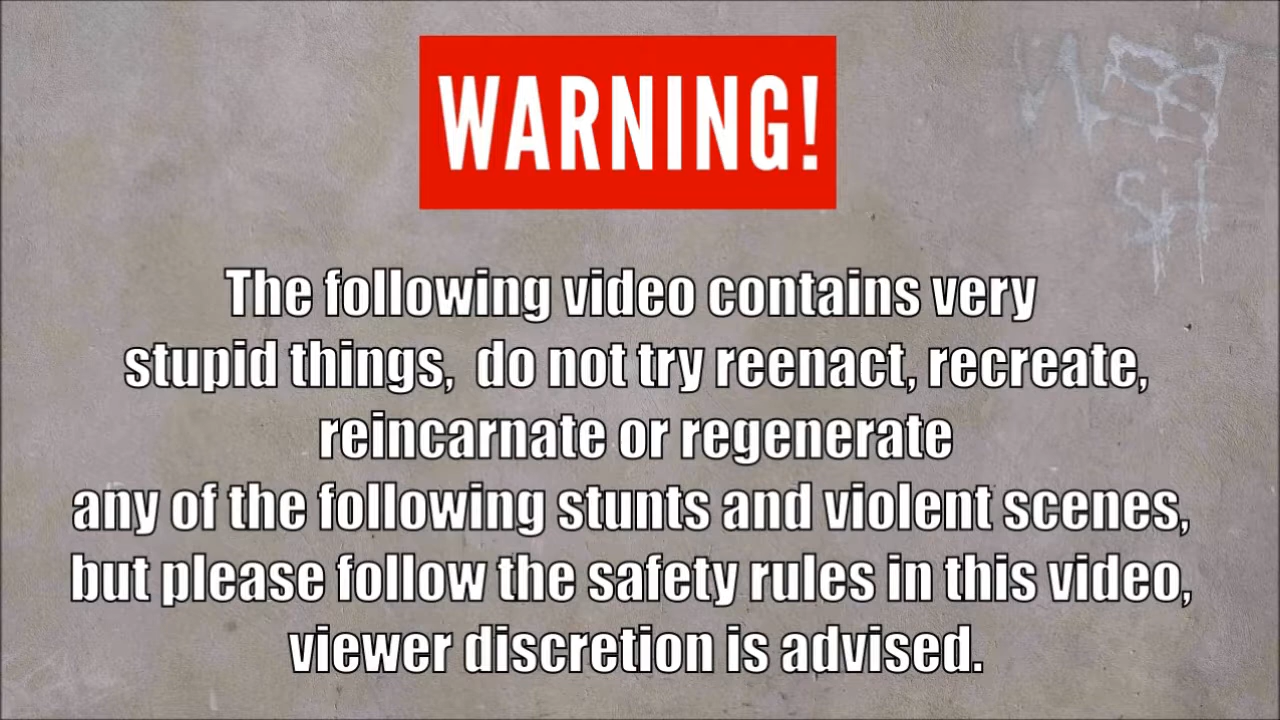 WARNING!
The following video contains very
stupid things, do not try reenact, recreate,
reincarnate or regenerate
any of the following stunts and violent scenes,
but please follow the safety rules in this video,
viewer discretion is advised.